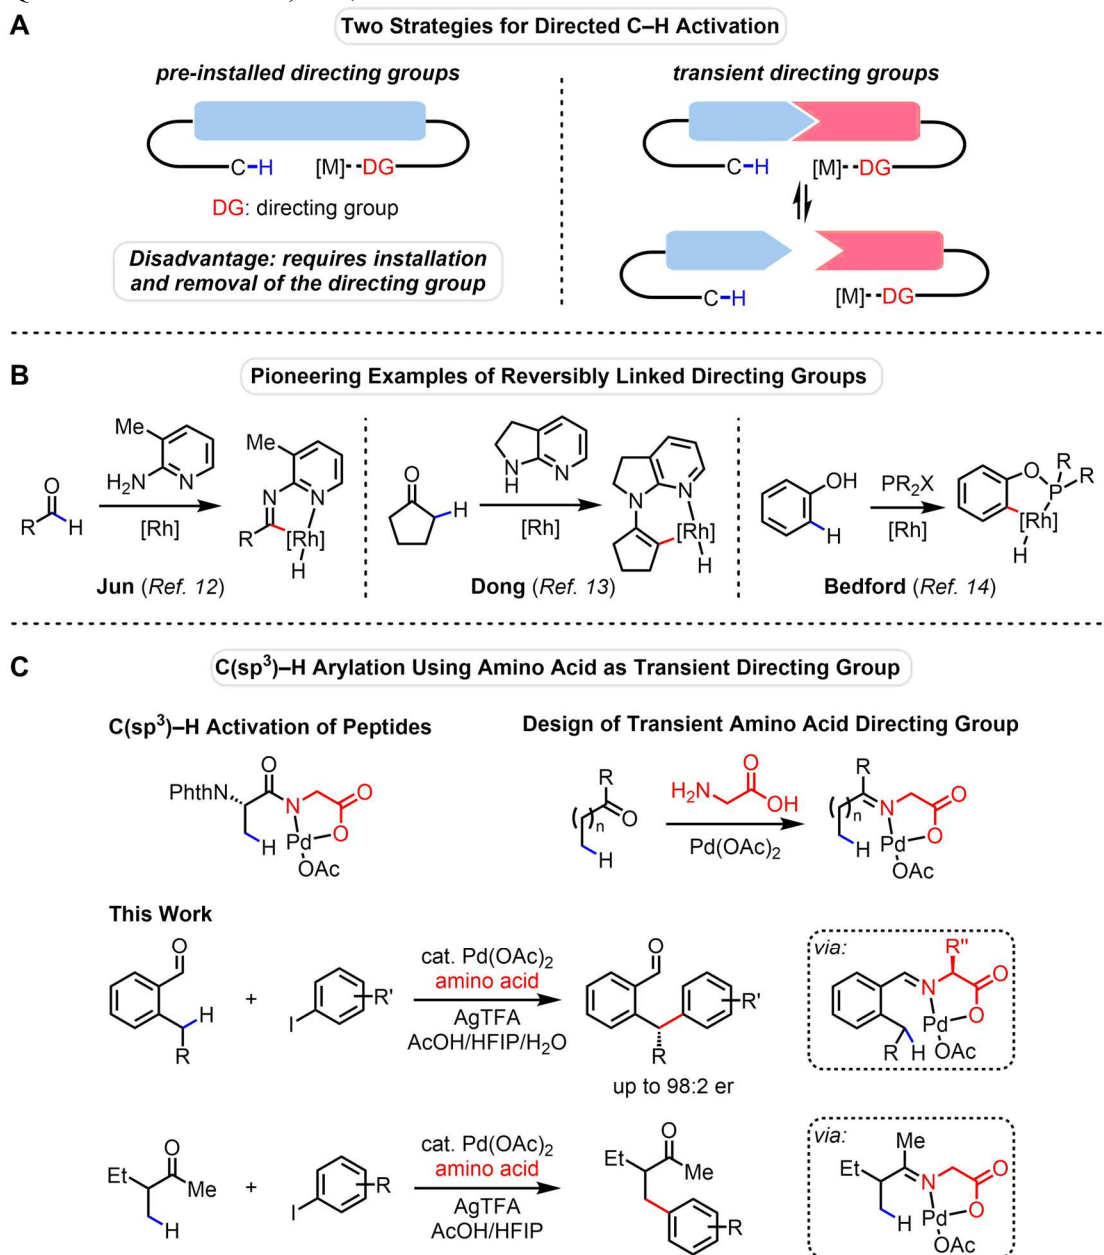 A
Two Strategies for Directed C–H Activation
pre-installed directing groups
transient directing groups
C–H [M]--DG
C–H [M]--DG
DG: directing group
Disadvantage: requires installation
and removal of the directing group
C–H [M]--DG
B
Pioneering Examples of Reversibly Linked Directing Groups
Me
H2N
N
O
R
H
[Rh]
Me
N
N
R
[Rh]
H
Jun (Ref. 12)
N
H
N
O
H
[Rh]
N
N
[Rh]
H
Dong (Ref. 13)
OH
H
PR2X
[Rh]
O
R
P
R
[Rh]
H
Bedford (Ref. 14)
C
C(sp3)–H Arylation Using Amino Acid as Transient Directing Group
C(sp3)–H Activation of Peptides
Design of Transient Amino Acid Directing Group
PhthN
O
N
O
O
H
Pd
OAc
R
O
( )n
H
H2N
O
OH
Pd(OAc)2
R
( )n
N
O
O
H
Pd
OAc
This Work
O
H
R
+
I
R'
cat. Pd(OAc)2
amino acid
AgTFA
AcOH/HFIP/H2O
O
R'
R
up to 98:2 er
via:
R"
N
O
O
Pd
R
H
OAc
O
Et
Me
H
+
I
R
cat. Pd(OAc)2
amino acid
AgTFA
AcOH/HFIP
O
Et
Me
R
via:
Me
Et
N
O
O
H
Pd
OAc